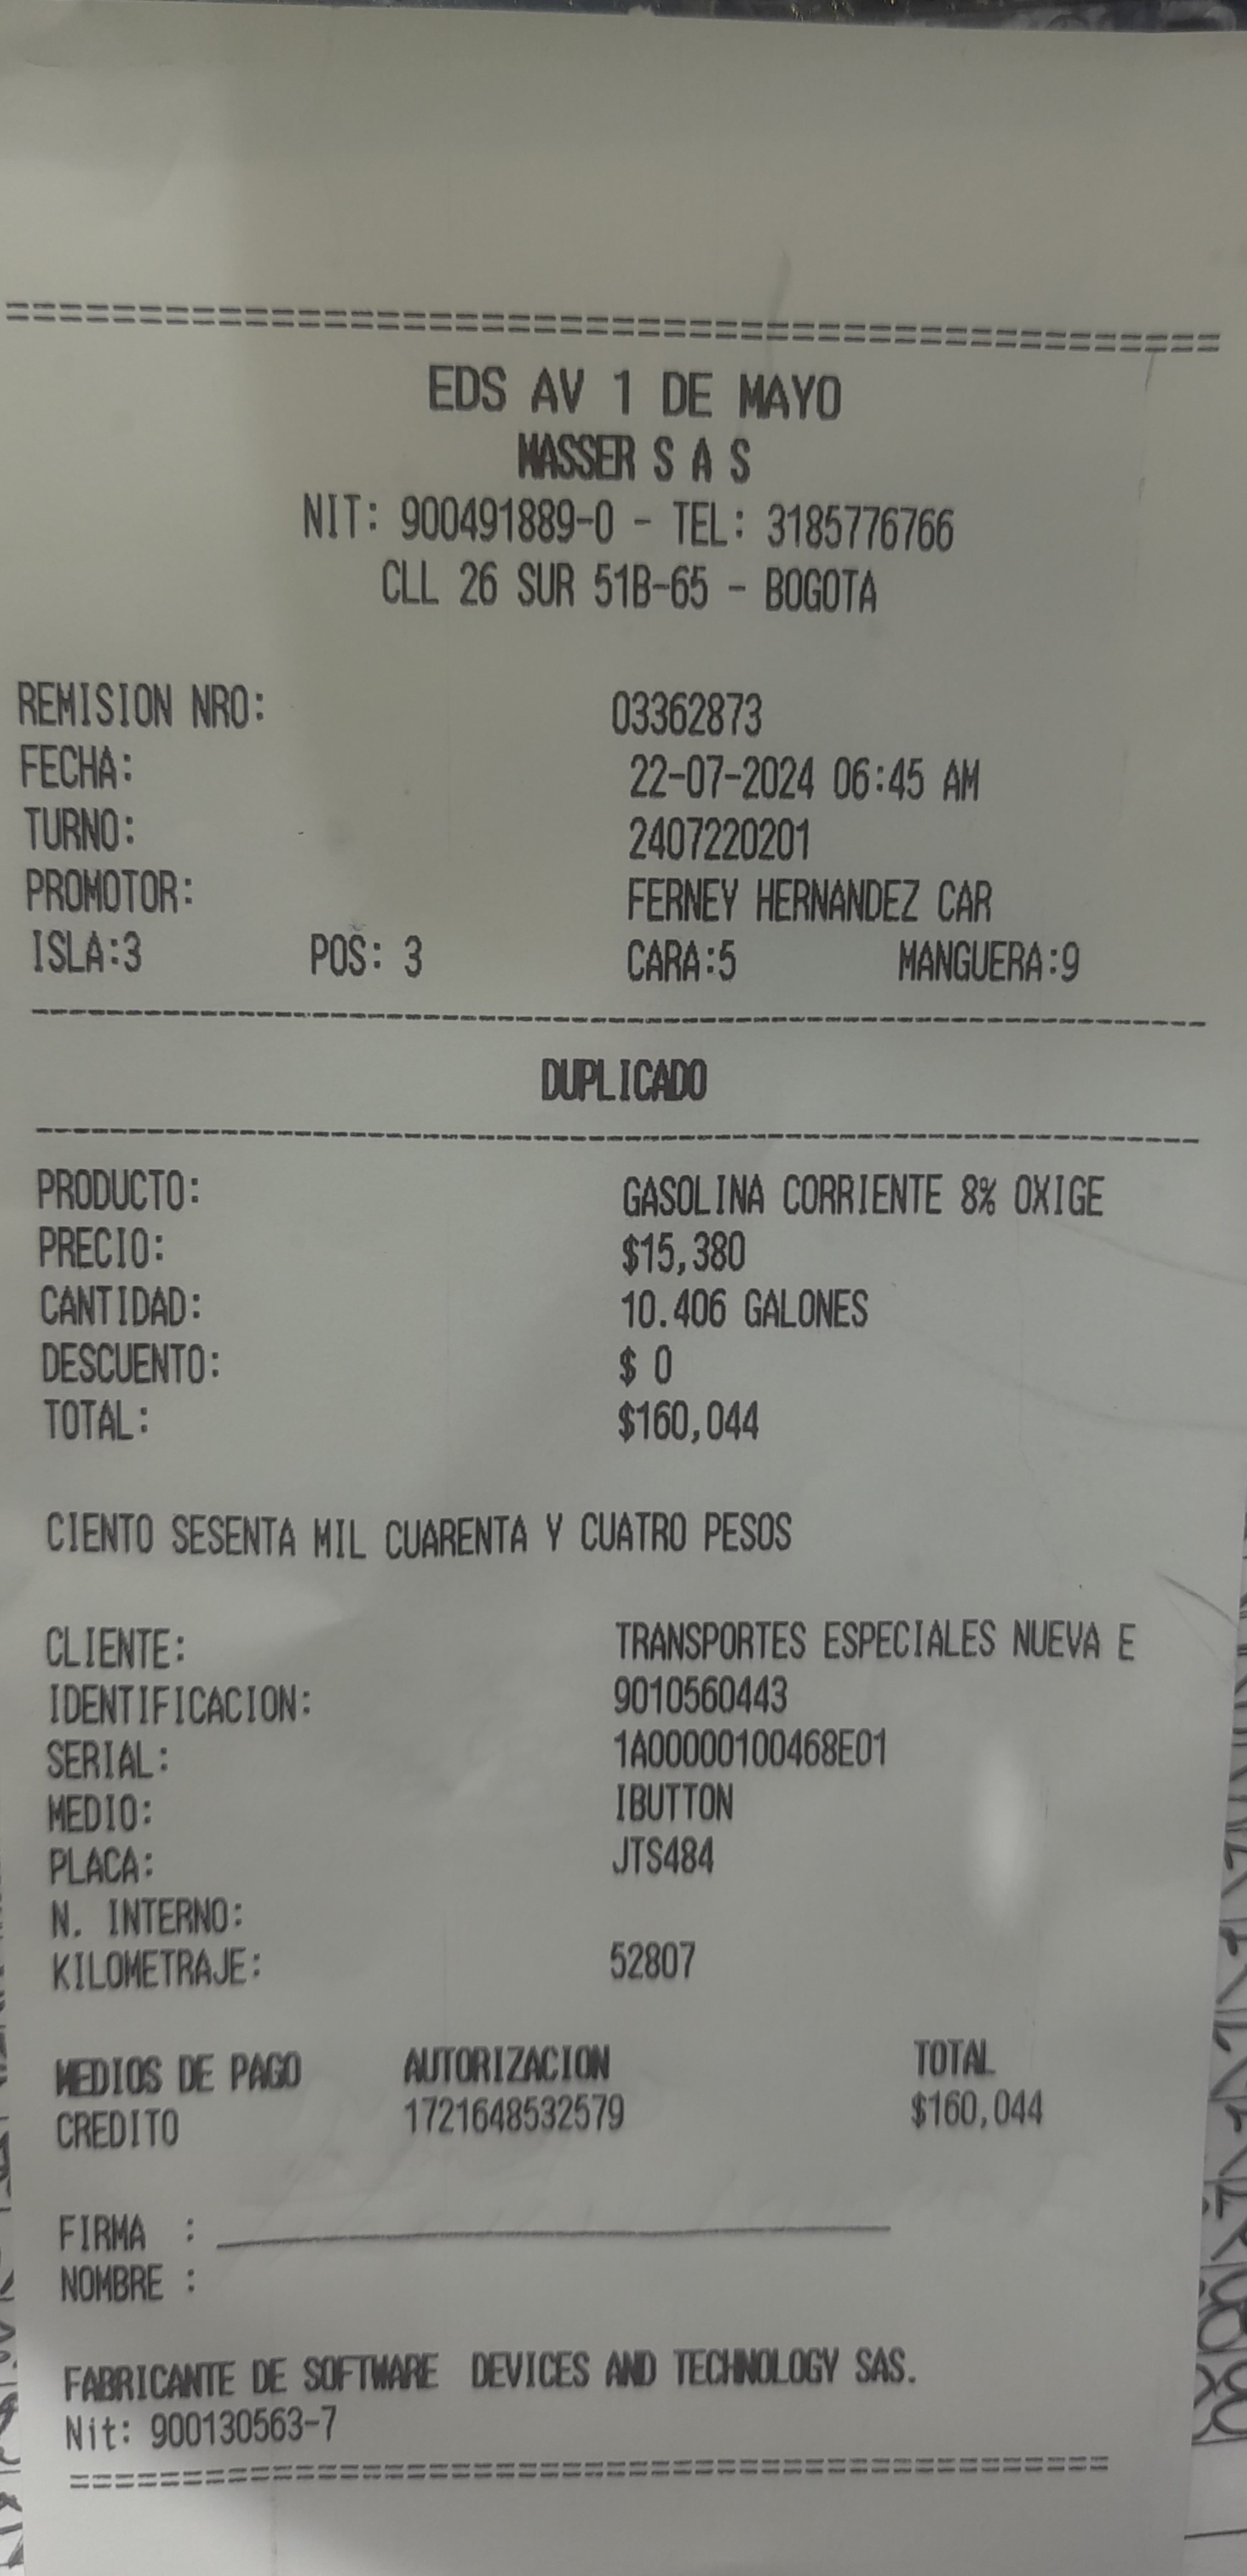 ================================================
EDS AV 1 DE MAYO
WASSER S A S
NIT: 900491889-0 - TEL: 3185776766
CLL 26 SUR 51B-65 - BOGOTA
REMISION NRO: 03362873
FECHA: 22-07-2024 06:45 AM
TURNO: 2407220201
PROMOTOR: FERNEY HERNANDEZ CAR
ISLA:3 POS: 3 CARA:5 MANGUERA:9
DUPLICADO
PRODUCTO: GASOLINA CORRIENTE 8% OXIGE
PRECIO: $15,380
CANTIDAD: 10.406 GALONES
DESCUENTO: $ 0
TOTAL: $160,044
CIENTO SESENTA MIL CUARENTA Y CUATRO PESOS
CLIENTE: TRANSPORTES ESPECIALES NUEVA E
IDENTIFICACION: 9010560443
SERIAL: 1A00000100468E01
MEDIO: IBUTTON
PLACA: JTS484
N. INTERNO:
KILOMETRAJE: 52807
MEDIOS DE PAGO AUTORIZACION TOTAL
CREDITO 1721648532579 $160,044
FIRMA :
NOMBRE :
FABRICANTE DE SOFTWARE DEVICES AND TECHNOLOGY SAS.
Nit: 900130563-7
================================================